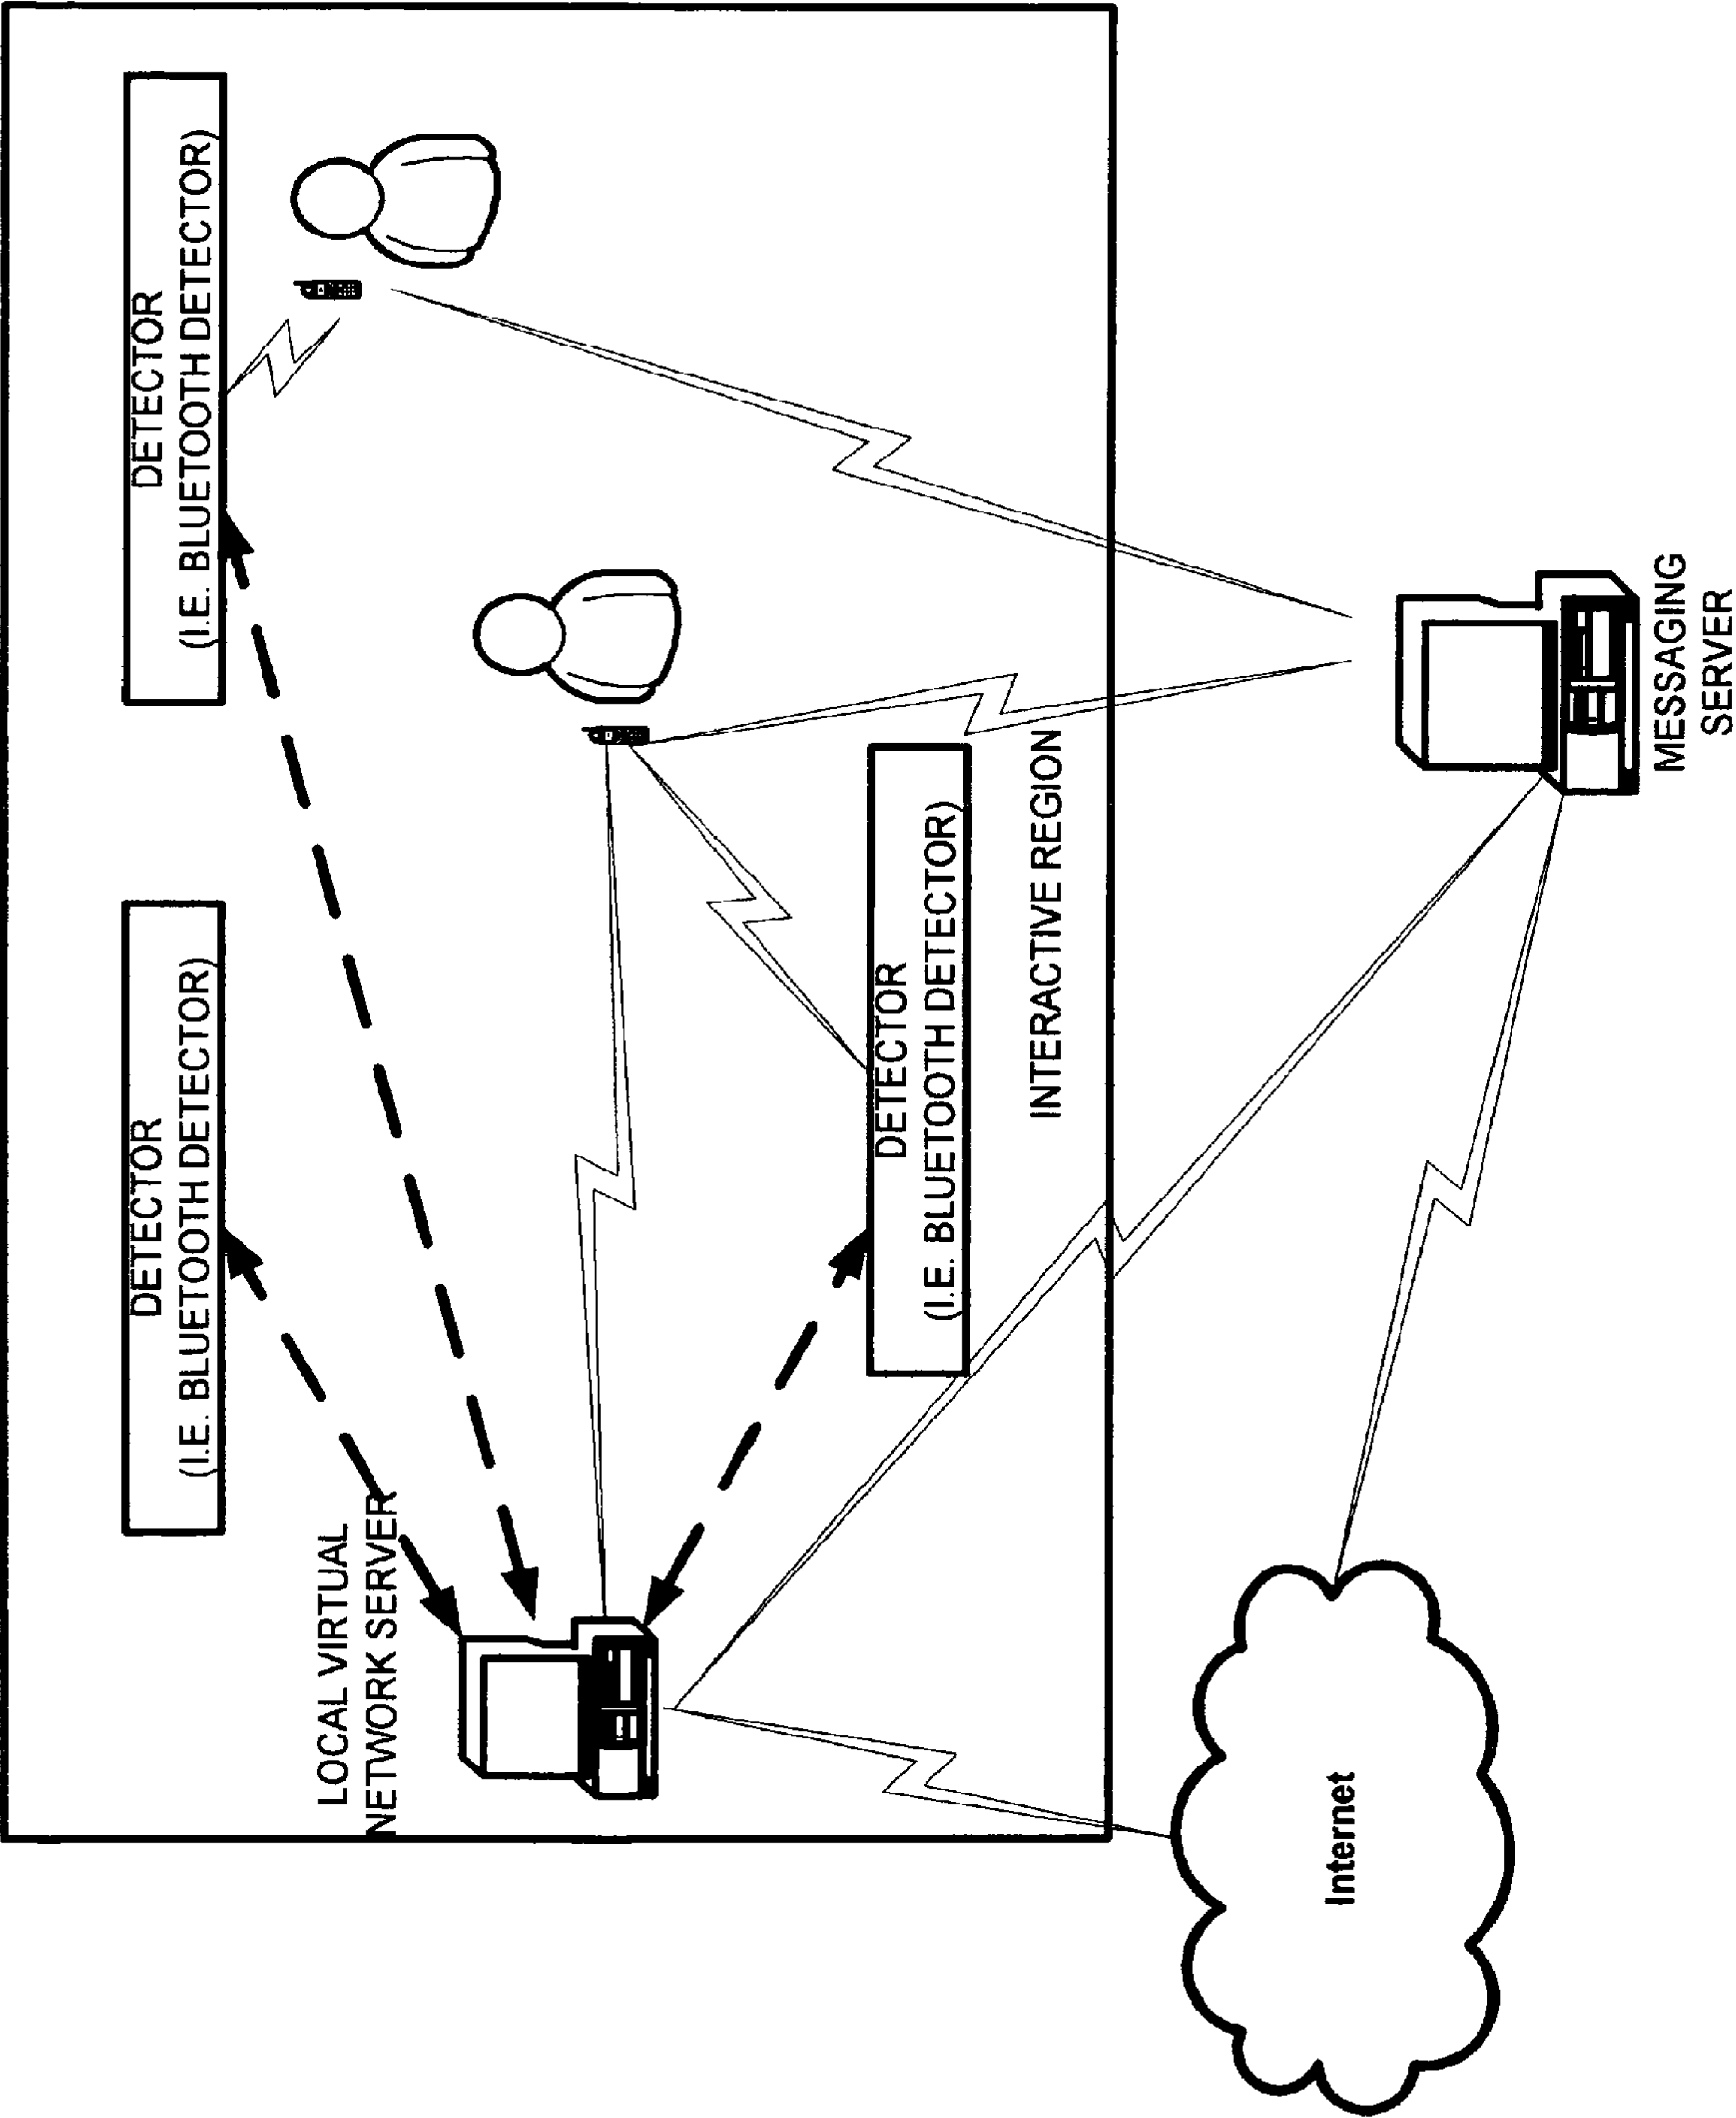 DETECTOR
(I.E. BLUETOOTH DETECTOR)
DETECTOR
(I.E. BLUETOOTH DETECTOR)
LOCAL VIRTUAL
NETWORK SERVER
DETECTOR
(I.E. BLUETOOTH DETECTOR)
INTERACTIVE REGION
Internet
MESSAGING
SERVER